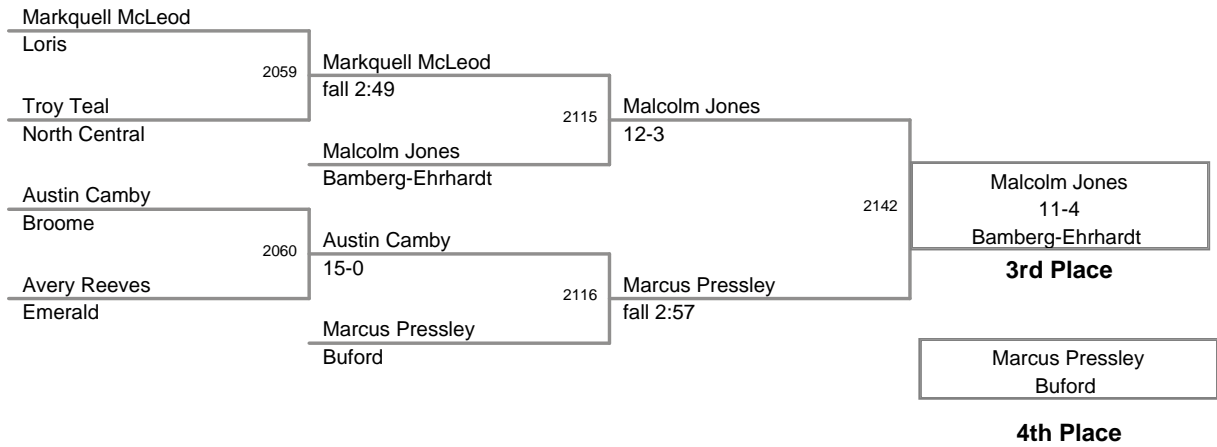 Markquell McLeod
Loris
2059
Troy Teal
North Central
Markquell McLeod
fall 2:49
2115
Malcolm Jones
Bamberg-Ehrhardt
Malcolm Jones
12-3
Austin Camby
Broome
2060
Avery Reeves
Emerald
Austin Camby
15-0
2116
Marcus Pressley
Buford
Marcus Pressley
fall 2:57
2142
Malcolm Jones
11-4
Bamberg-Ehrhardt
3rd Place
Marcus Pressley
Buford
4th Place